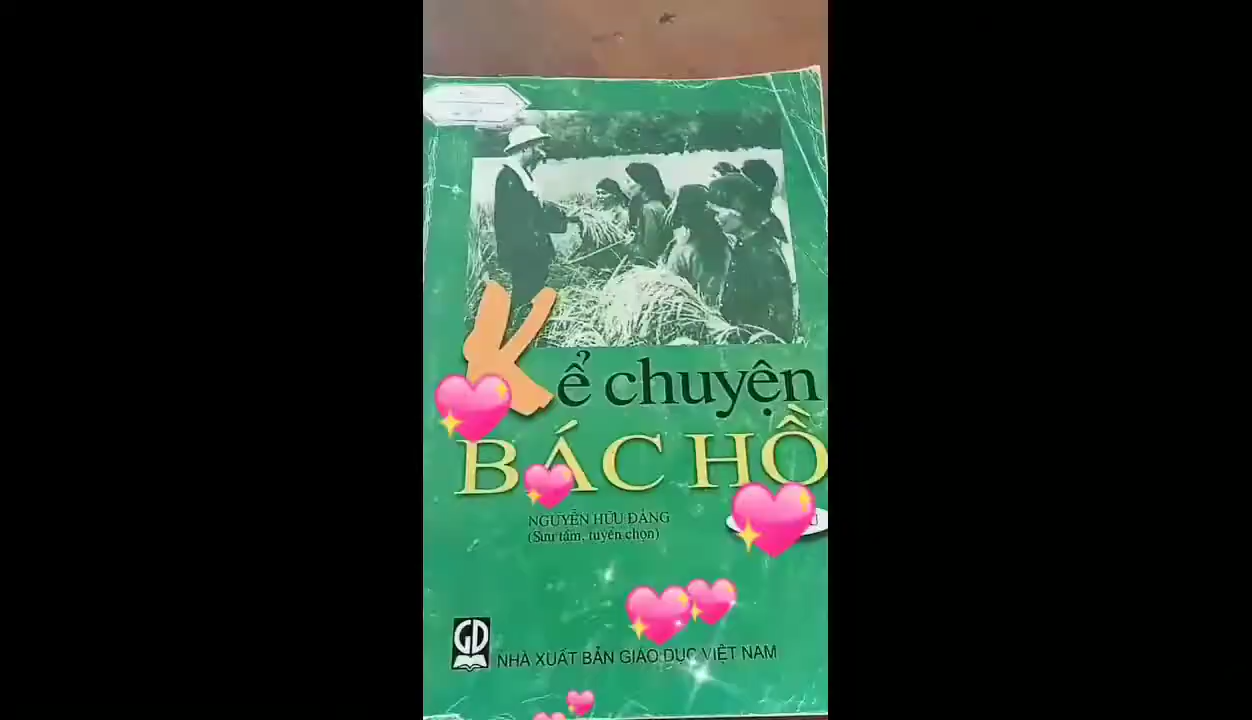 Kể chuyện
BÁC HỒ
NGUYỄN HỮU ĐẢNG
(Sưu tầm, tuyển chọn)
GD
NHÀ XUẤT BẢN GIÁO DỤC VIỆT NAM